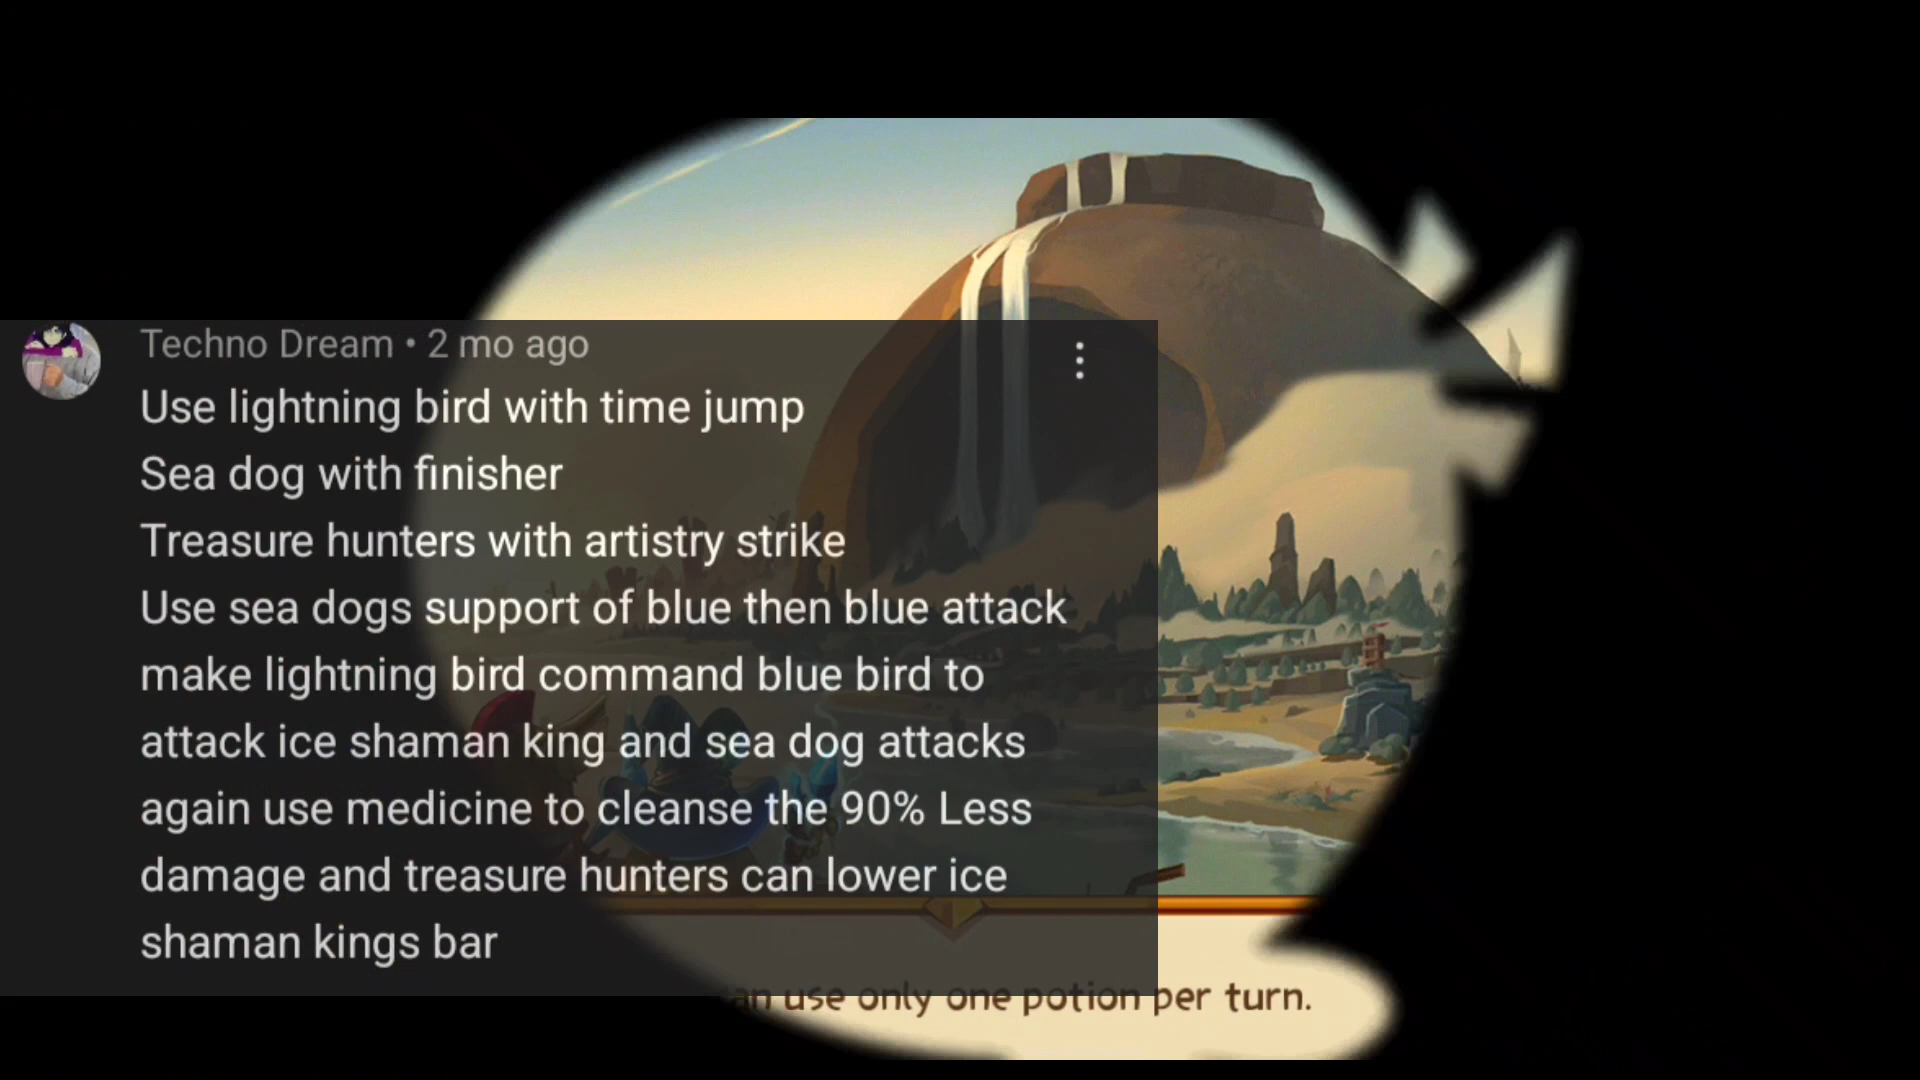 Techno Dream • 2 mo ago
Use lightning bird with time jump
Sea dog with finisher
Treasure hunters with artistry strike
Use sea dogs support of blue then blue attack
make lightning bird command blue bird to
attack ice shaman king and sea dog attacks
again use medicine to cleanse the 90% Less
damage and treasure hunters can lower ice
shaman kings bar
use only one potion per turn.